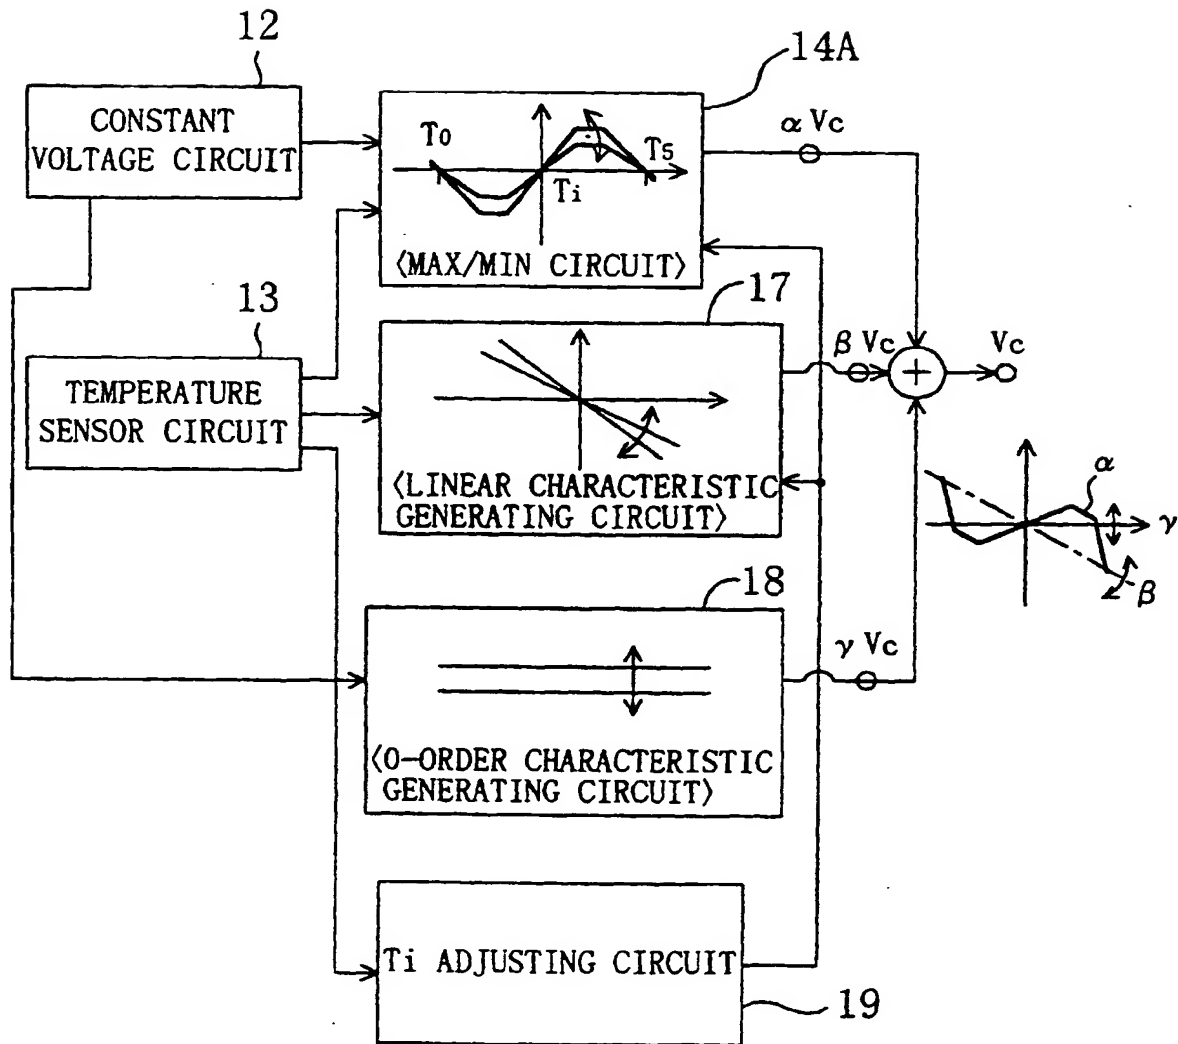 12
CONSTANT
VOLTAGE CIRCUIT
14A
T0
T5
Ti
〈MAX/MIN CIRCUIT〉
α Vc
13
TEMPERATURE
SENSOR CIRCUIT
17
〈LINEAR CHARACTERISTIC
GENERATING CIRCUIT〉
β Vc
+
Vc
α
γ
β
18
〈0-ORDER CHARACTERISTIC
GENERATING CIRCUIT〉
γ Vc
Ti ADJUSTING CIRCUIT
19